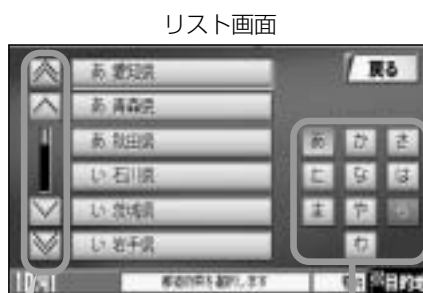 リスト画面
戻る
あ 愛知県
あ 青森県
あ 秋田県
い 石川県
い 茨城県
い 岩手県
あ か さ
た な は
ま や
わ
都道府県を選択します
目的地